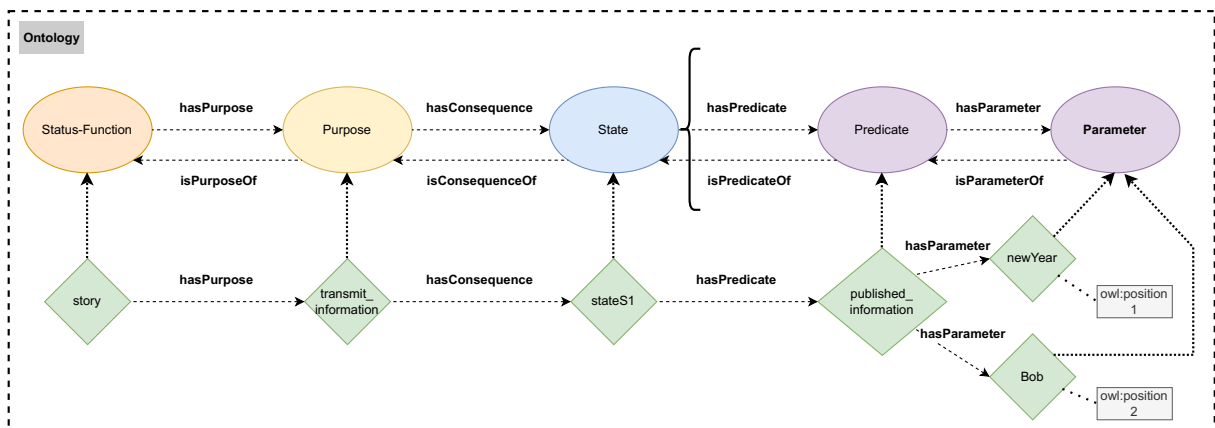 Ontology
hasPurpose
hasConsequence
hasPredicate
hasParameter
Status-Function
Purpose
State
Predicate
Parameter
isPurposeOf
isConsequenceOf
isPredicateOf
isParameterOf
hasParameter
newYear
story
hasPurpose
transmit_
information
hasConsequence
stateS1
hasPredicate
published_
information
owl:position
1
hasParameter
Bob
owl:position
2